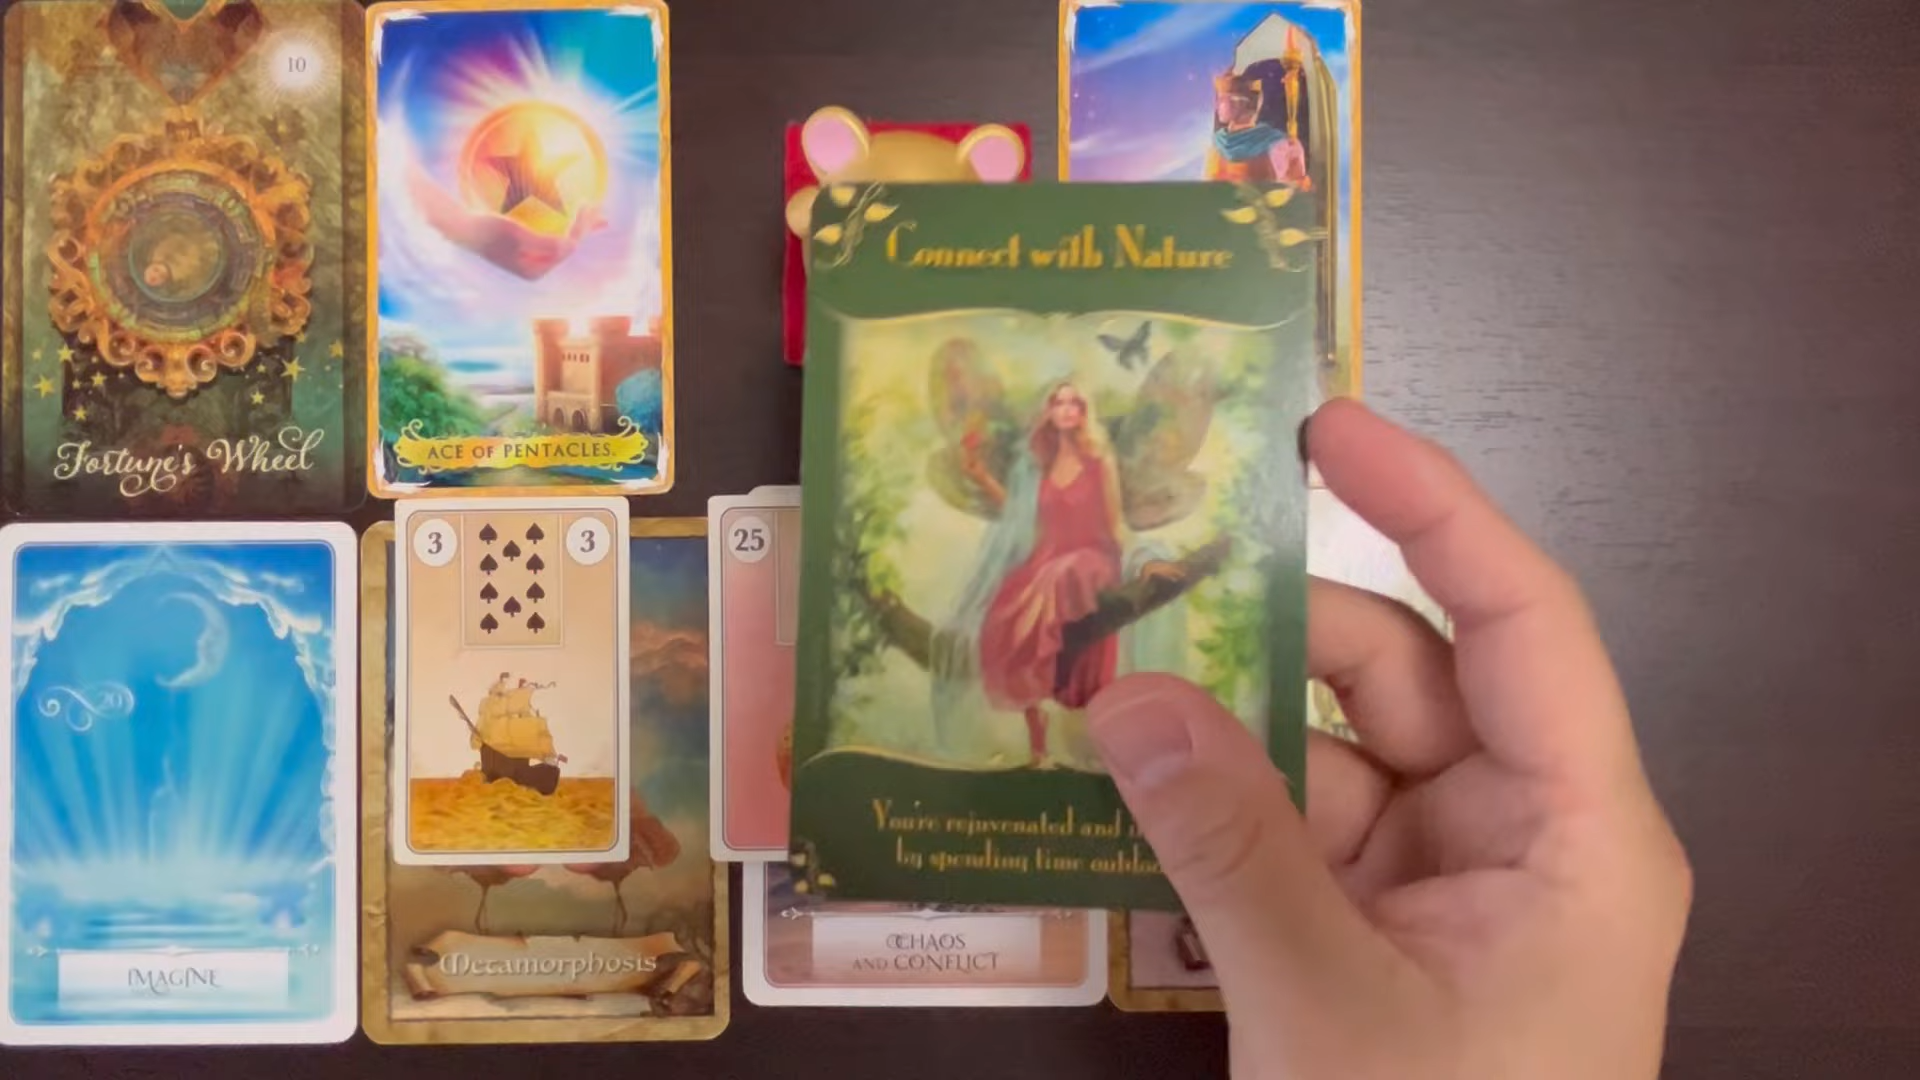 10
Fortune's Wheel
ACE OF PENTACLES.
Connect with Nature
You're rejuvenated and
by spending time
20
IMAGINE
3
3
Metamorphosis
25
CHAOS
AND CONFLICT